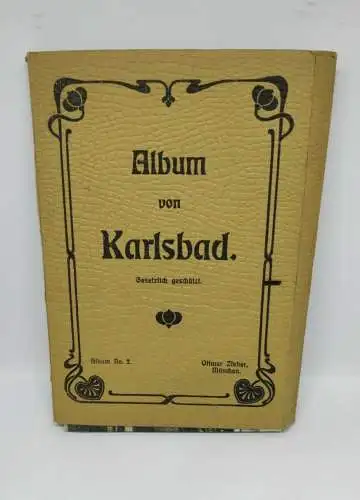 Album
von
Karlsbad.
Gesetzlich geschützt.
Album No. 2.
Ottmar Zieher,
München.